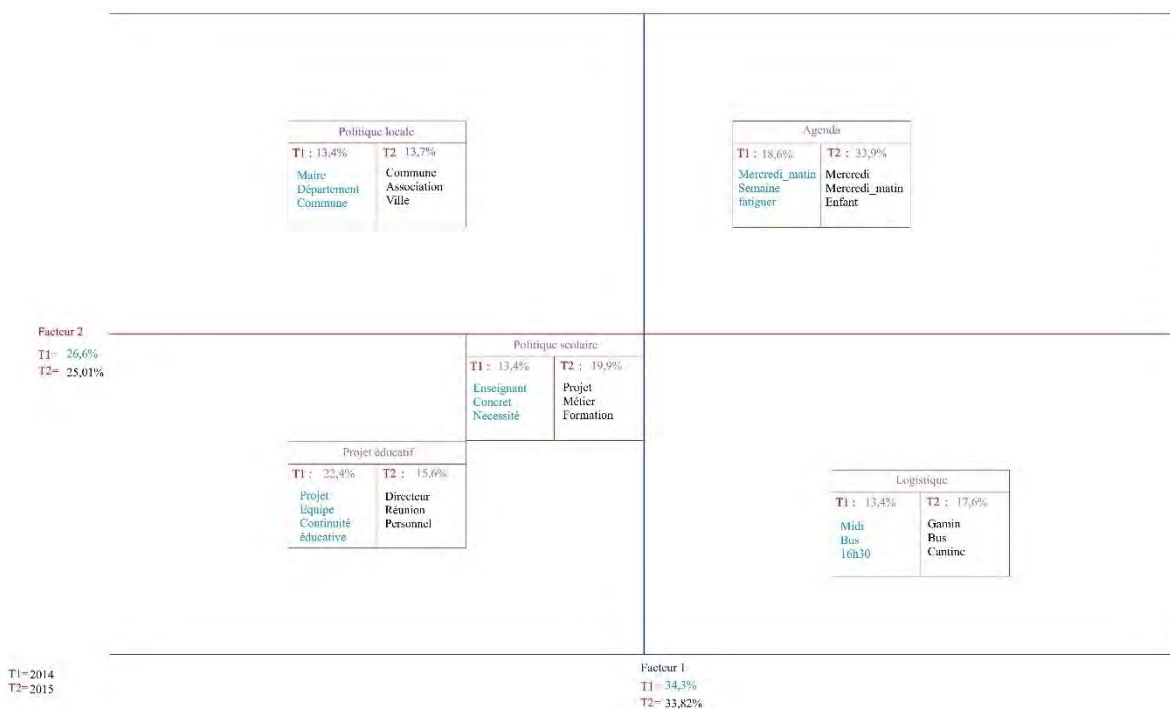 Politique locale
T1 : 13,4% T2 13,7%
Maire
Département
Commune
Commune
Association
Ville
Agenda
T1 : 18,6% T2 : 33,9%
Mercredi_matin
Semaine
fatiguer
Mercredi
Mercredi_matin
Enfant
Facteur 2
T1= 26,6%
T2= 25,01%
Politique scolaire
T1 : 13,4% T2 : 19,9%
Enseignant
Concret
Necessité
Projet
Métier
Formation
Projet éducatif
T1 : 22,4% T2 : 15,6%
Projet
Equipe
Continuité
éducative
Directeur
Réunion
Personnel
Logistique
T1 : 13,4% T2 : 17,6%
Midi
Bus
16h30
Gamin
Bus
Cantine
T1=2014
T2=2015
Facteur 1
T1= 34,3%
T2= 33,82%